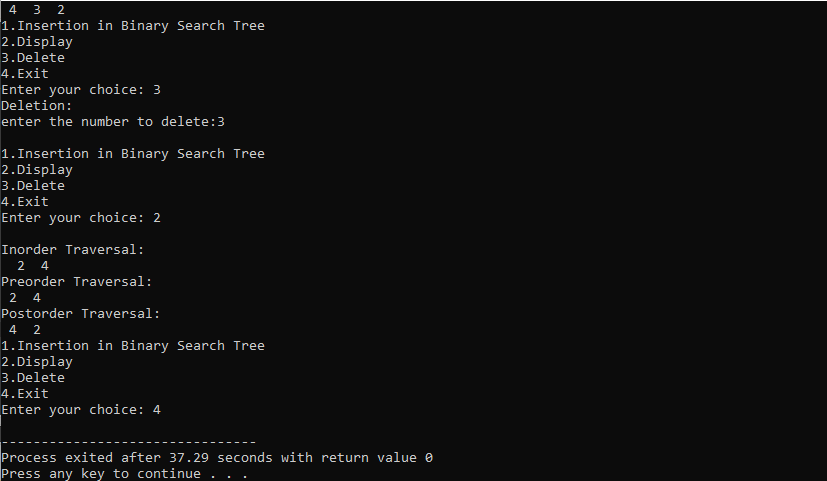 4 3 2
1.Insertion in Binary Search Tree
2.Display
3.Delete
4.Exit
Enter your choice: 3
Deletion:
enter the number to delete:3
1.Insertion in Binary Search Tree
2.Display
3.Delete
4.Exit
Enter your choice: 2
Inorder Traversal:
2 4
Preorder Traversal:
2 4
Postorder Traversal:
4 2
1.Insertion in Binary Search Tree
2.Display
3.Delete
4.Exit
Enter your choice: 4
--------------------------------
Process exited after 37.29 seconds with return value 0
Press any key to continue . . .